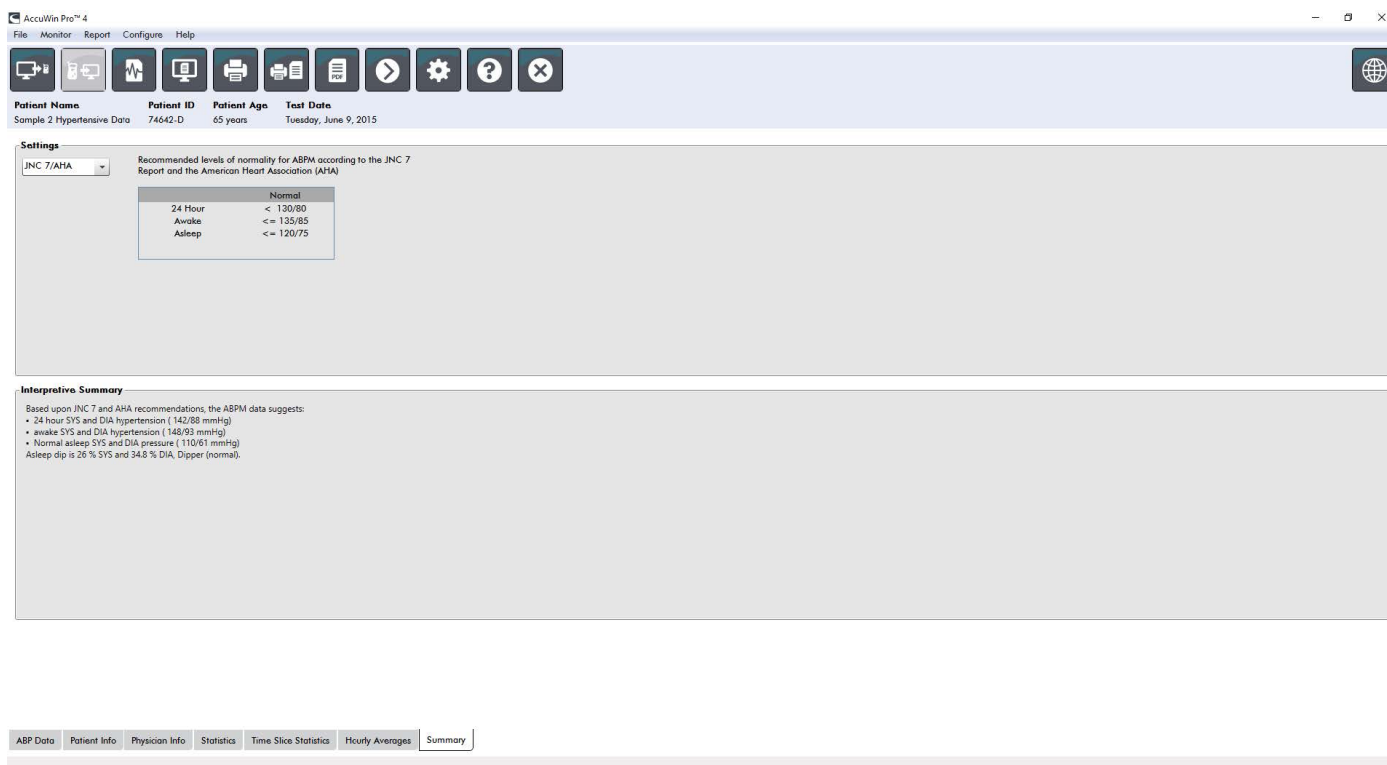 AccuWin Pro™ 4
File Monitor Report Configure Help
PDF
Patient Name Patient ID Patient Age Test Date
Sample 2 Hypertensive Data 74642-D 65 years Tuesday, June 9, 2015
Settings
JNC 7/AHA
Recommended levels of normality for ABPM according to the JNC 7
Report and the American Heart Association (AHA)
Normal
24 Hour < 130/80
Awake <= 135/85
Asleep <= 120/75
Interpretive Summary
Based upon JNC 7 and AHA recommendations, the ABPM data suggests:
• 24 hour SYS and DIA hypertension ( 142/88 mmHg)
• awake SYS and DIA hypertension ( 148/93 mmHg)
• Normal asleep SYS and DIA pressure ( 110/61 mmHg)
Asleep dip is 26 % SYS and 34.8 % DIA, Dipper (normal).
ABP Data Patient Info Physician Info Statistics Time Slice Statistics Hourly Averages Summary